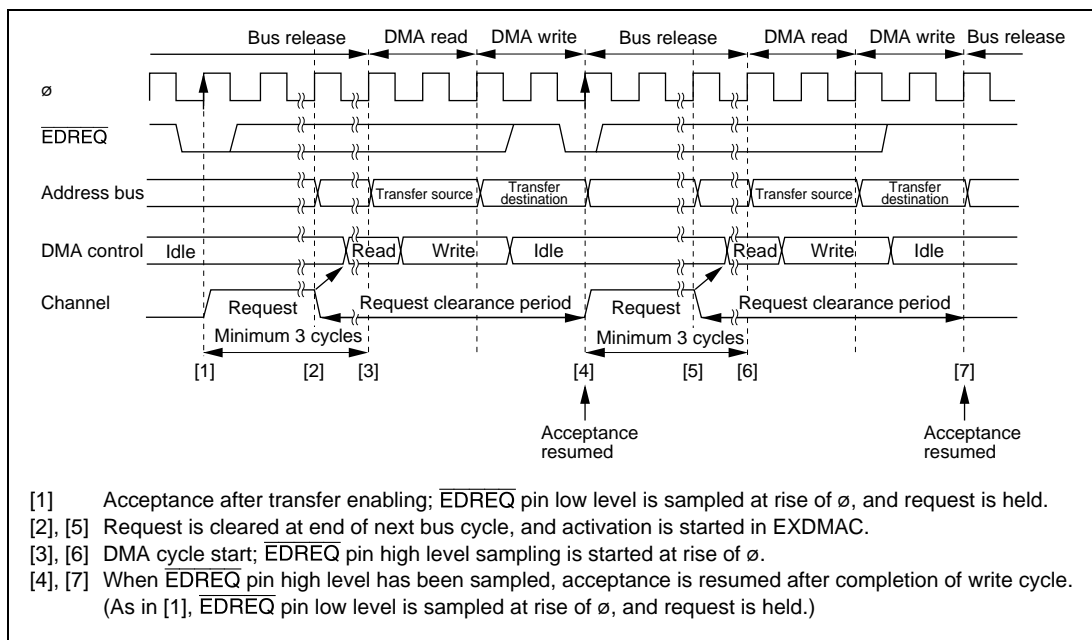 Bus release DMA read DMA write Bus release DMA read DMA write Bus release
ø
EDREQ
Address bus Transfer source Transfer destination Transfer source Transfer destination
DMA control Idle Read Write Idle Read Write Idle
Channel Request Request clearance period Request Request clearance period
Minimum 3 cycles Minimum 3 cycles
[1] [2] [3] [4] [5] [6] [7]
Acceptance resumed Acceptance resumed
[1] Acceptance after transfer enabling; EDREQ pin low level is sampled at rise of ø, and request is held.
[2], [5] Request is cleared at end of next bus cycle, and activation is started in EXDMAC.
[3], [6] DMA cycle start; EDREQ pin high level sampling is started at rise of ø.
[4], [7] When EDREQ pin high level has been sampled, acceptance is resumed after completion of write cycle.
(As in [1], EDREQ pin low level is sampled at rise of ø, and request is held.)